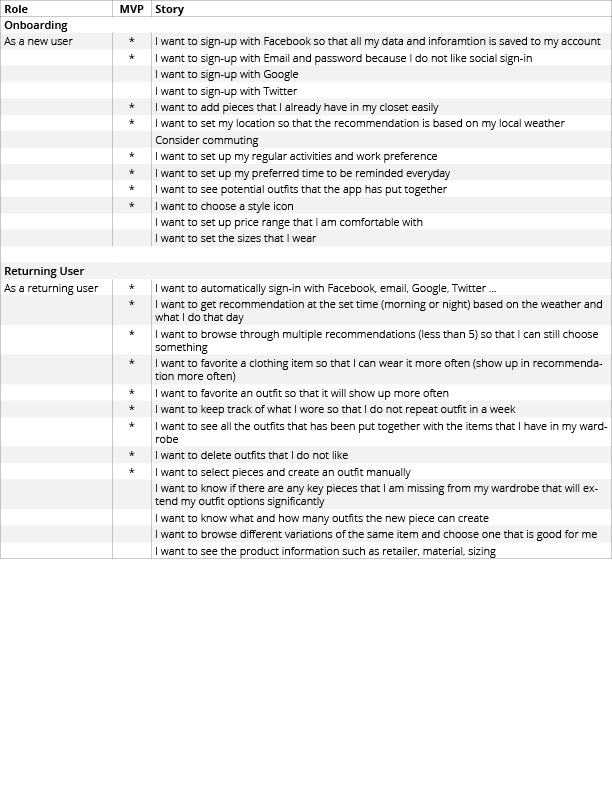 Role MVP Story
Onboarding
As a new user * I want to sign-up with Facebook so that all my data and inforamtion is saved to my account
* I want to sign-up with Email and password because I do not like social sign-in
I want to sign-up with Google
I want to sign-up with Twitter
* I want to add pieces that I already have in my closet easily
* I want to set my location so that the recommendation is based on my local weather
Consider commuting
* I want to set up my regular activities and work preference
* I want to set up my preferred time to be reminded everyday
* I want to see potential outfits that the app has put together
* I want to choose a style icon
I want to set up price range that I am comfortable with
I want to set the sizes that I wear
Returning User
As a returning user * I want to automatically sign-in with Facebook, email, Google, Twitter ...
* I want to get recommendation at the set time (morning or night) based on the weather and
what I do that day
* I want to browse through multiple recommendations (less than 5) so that I can still choose
something
* I want to favorite a clothing item so that I can wear it more often (show up in recommenda-
tion more often)
* I want to favorite an outfit so that it will show up more often
* I want to keep track of what I wore so that I do not repeat outfit in a week
* I want to see all the outfits that has been put together with the items that I have in my ward-
robe
* I want to delete outfits that I do not like
* I want to select pieces and create an outfit manually
I want to know if there are any key pieces that I am missing from my wardrobe that will ex-
tend my outfit options significantly
I want to know what and how many outfits the new piece can create
I want to browse different variations of the same item and choose one that is good for me
I want to see the product information such as retailer, material, sizing